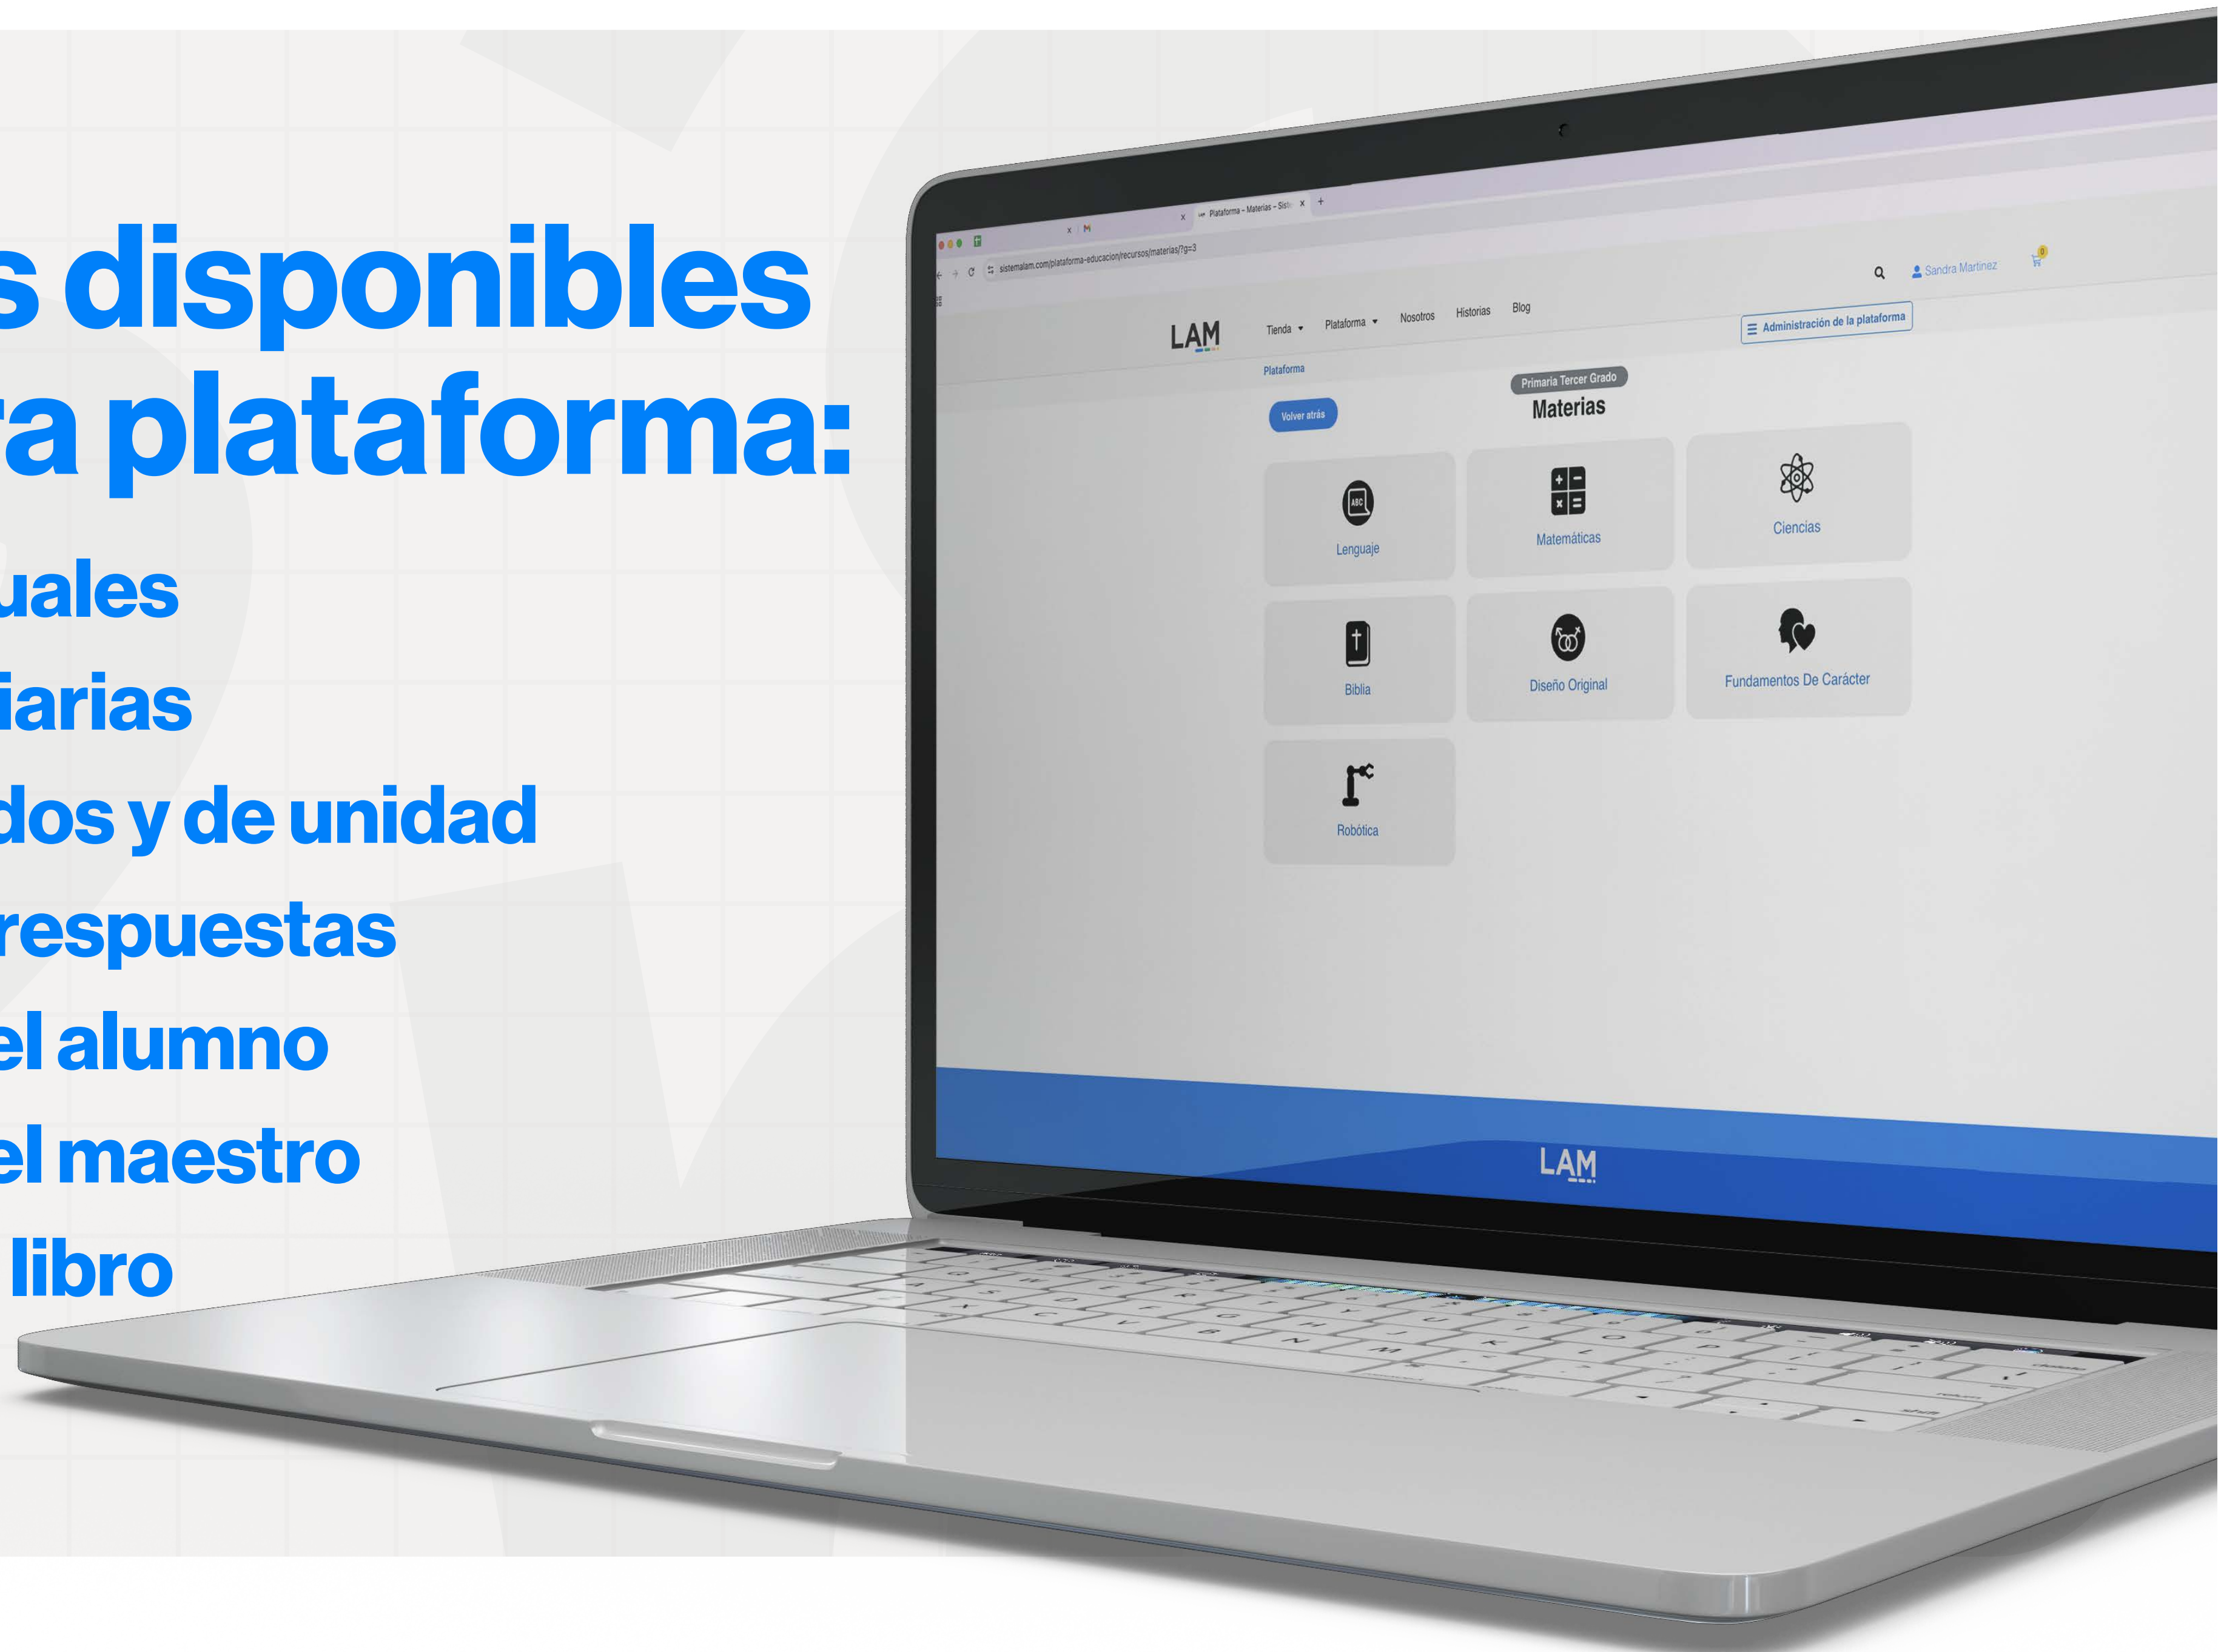 s disponibles
ra plataforma:
uales
iarias
dos y de unidad
respuestas
el alumno
el maestro
libro
Plataforma – Materias – Sist
sistemalam.com/plataforma-educacion/recursos/materias/?g=3
Sandra Martinez
0
LAM
Tienda
Plataforma
Nosotros
Historias
Blog
Administración de la plataforma
Plataforma
Volver atrás
Primaria Tercer Grado
Materias
ABC
Lenguaje
Matemáticas
Ciencias
Biblia
Diseño Original
Fundamentos De Carácter
Robótica
LAM